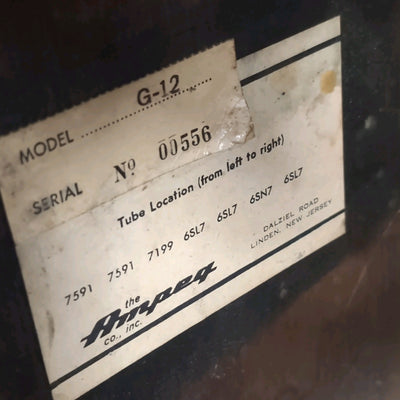 MODEL G-12
SERIAL Nº 00556
Tube Location (from left to right)
7591 7591 7199 6SL7 6SL7 6SN7 6SL7
the
Ampeg
co., inc.
DALZIEL ROAD
LINDEN, NEW JERSEY